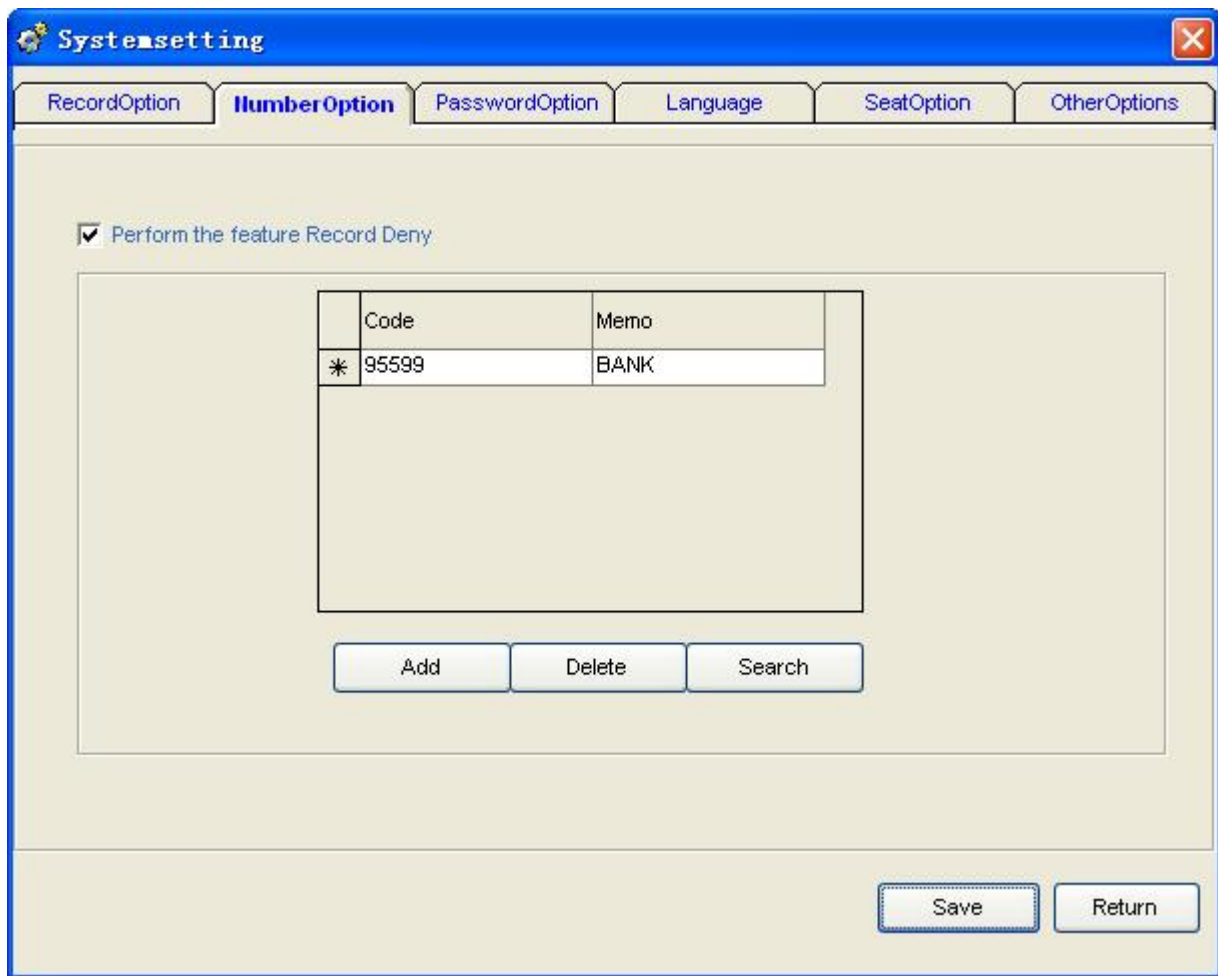 Systemsetting
RecordOption NumberOption PasswordOption Language SeatOption OtherOptions
Perform the feature Record Deny
Code Memo
95599 BANK
Add Delete Search
Save Return